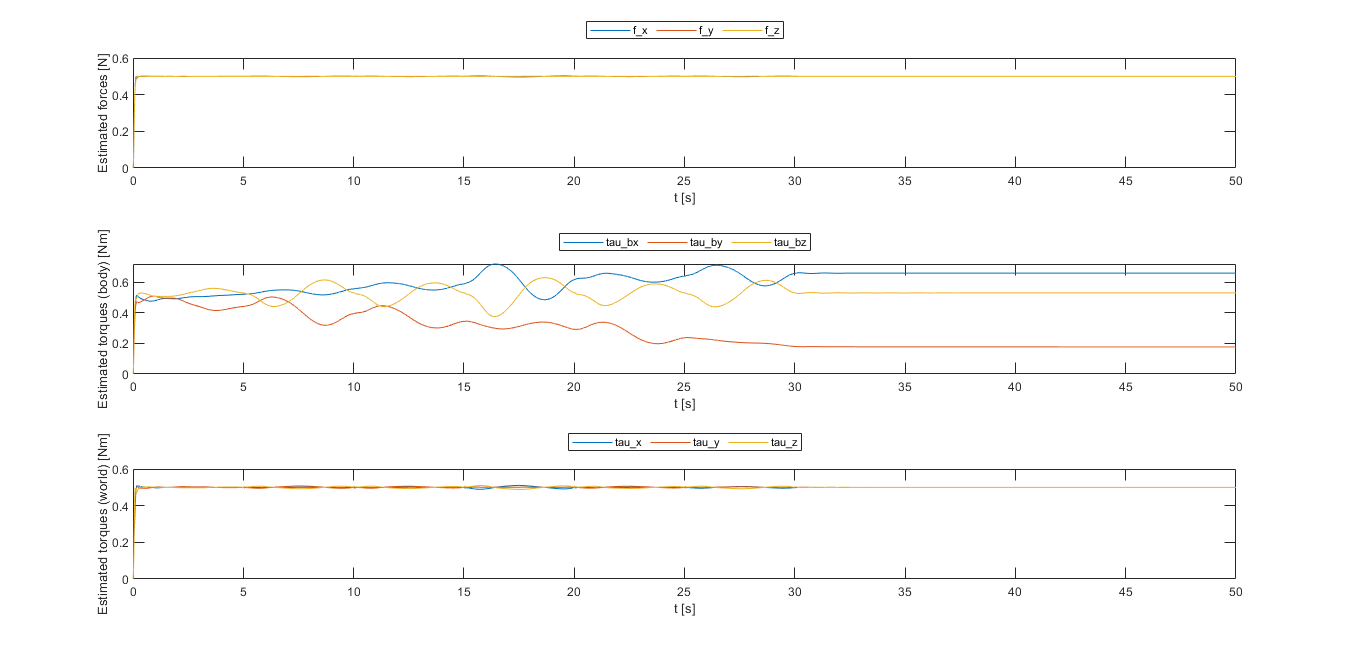 f_x f_y f_z
Estimated forces [N]
0.6
0.4
0.2
0
0 5 10 15 20 25 30 35 40 45 50
t [s]
tau_bx tau_by tau_bz
Estimated torques (body) [Nm]
0.6
0.4
0.2
0
0 5 10 15 20 25 30 35 40 45 50
t [s]
tau_x tau_y tau_z
Estimated torques (world) [Nm]
0.6
0.4
0.2
0
0 5 10 15 20 25 30 35 40 45 50
t [s]